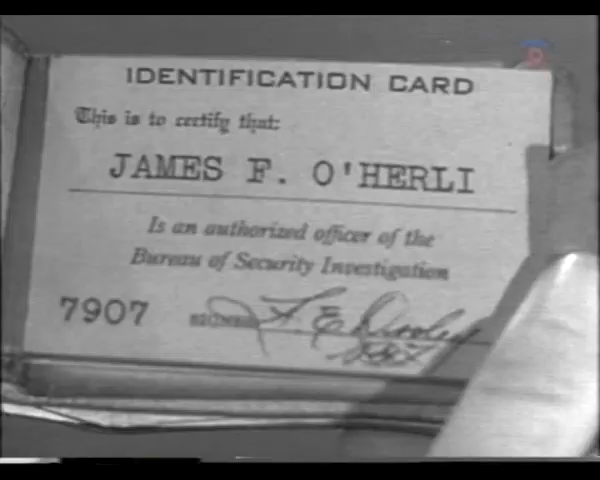 IDENTIFICATION CARD
This is to certify that:
JAMES F. O'HERLI
Is an authorized officer of the
Bureau of Security Investigation
7907 SIGNED